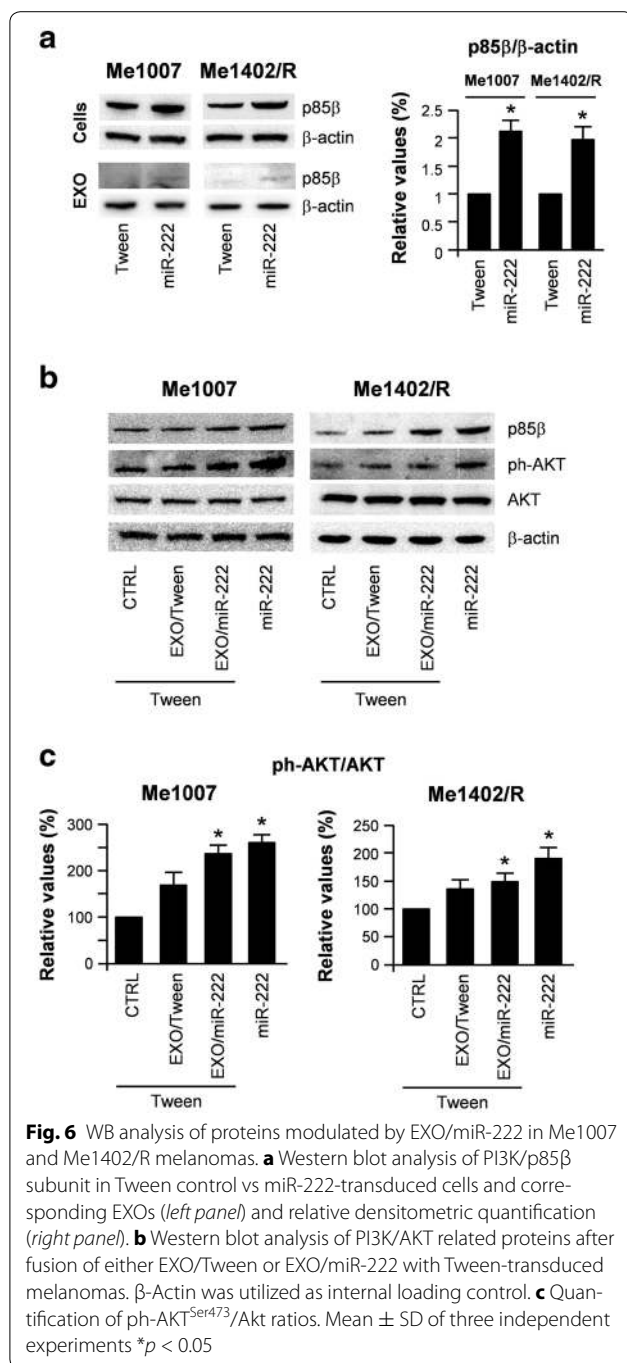 a
Me1007 Me1402/R
Cells
p85β
β-actin
EXO
p85β
β-actin
Tween
miR-222
Tween
miR-222
p85β/β-actin
Me1007 Me1402/R
Relative values (%)
2.5
2
1.5
1
0.5
0
*
*
Tween
miR-222
Tween
miR-222
b
Me1007 Me1402/R
p85β
ph-AKT
AKT
β-actin
CTRL
EXO/Tween
EXO/miR-222
miR-222
Tween
CTRL
EXO/Tween
EXO/miR-222
miR-222
Tween
c
ph-AKT/AKT
Me1007
Relative values (%)
300
200
100
0
*
*
CTRL
EXO/Tween
EXO/miR-222
miR-222
Tween
Me1402/R
Relative values (%)
250
200
150
100
50
0
*
*
CTRL
EXO/Tween
EXO/miR-222
miR-222
Tween
Fig. 6 WB analysis of proteins modulated by EXO/miR-222 in Me1007
and Me1402/R melanomas. a Western blot analysis of PI3K/p85β
subunit in Tween control vs miR-222-transduced cells and corre-
sponding EXOs (left panel) and relative densitometric quantification
(right panel). b Western blot analysis of PI3K/AKT related proteins after
fusion of either EXO/Tween or EXO/miR-222 with Tween-transduced
melanomas. β-Actin was utilized as internal loading control. c Quan-
tification of ph-AKTSer473/Akt ratios. Mean ± SD of three independent
experiments *p < 0.05